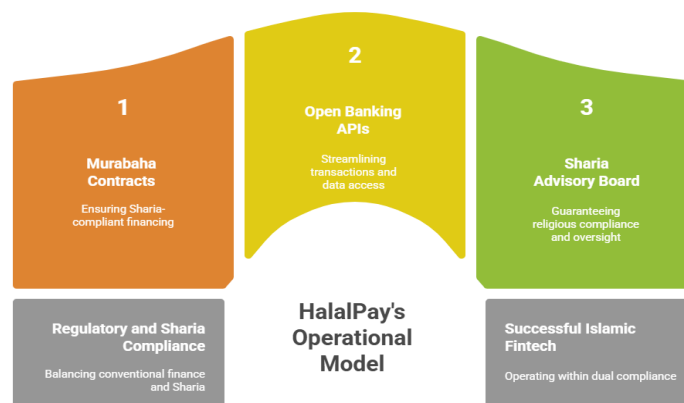 1
Murabaha
Contracts
Ensuring Sharia-
compliant financing
2
Open Banking
APIs
Streamlining
transactions and
data access
3
Sharia
Advisory Board
Guaranteeing
religious compliance
and oversight
Regulatory and Sharia
Compliance
Balancing conventional finance
and Sharia
HalalPay's
Operational
Model
Successful Islamic
Fintech
Operating within dual compliance